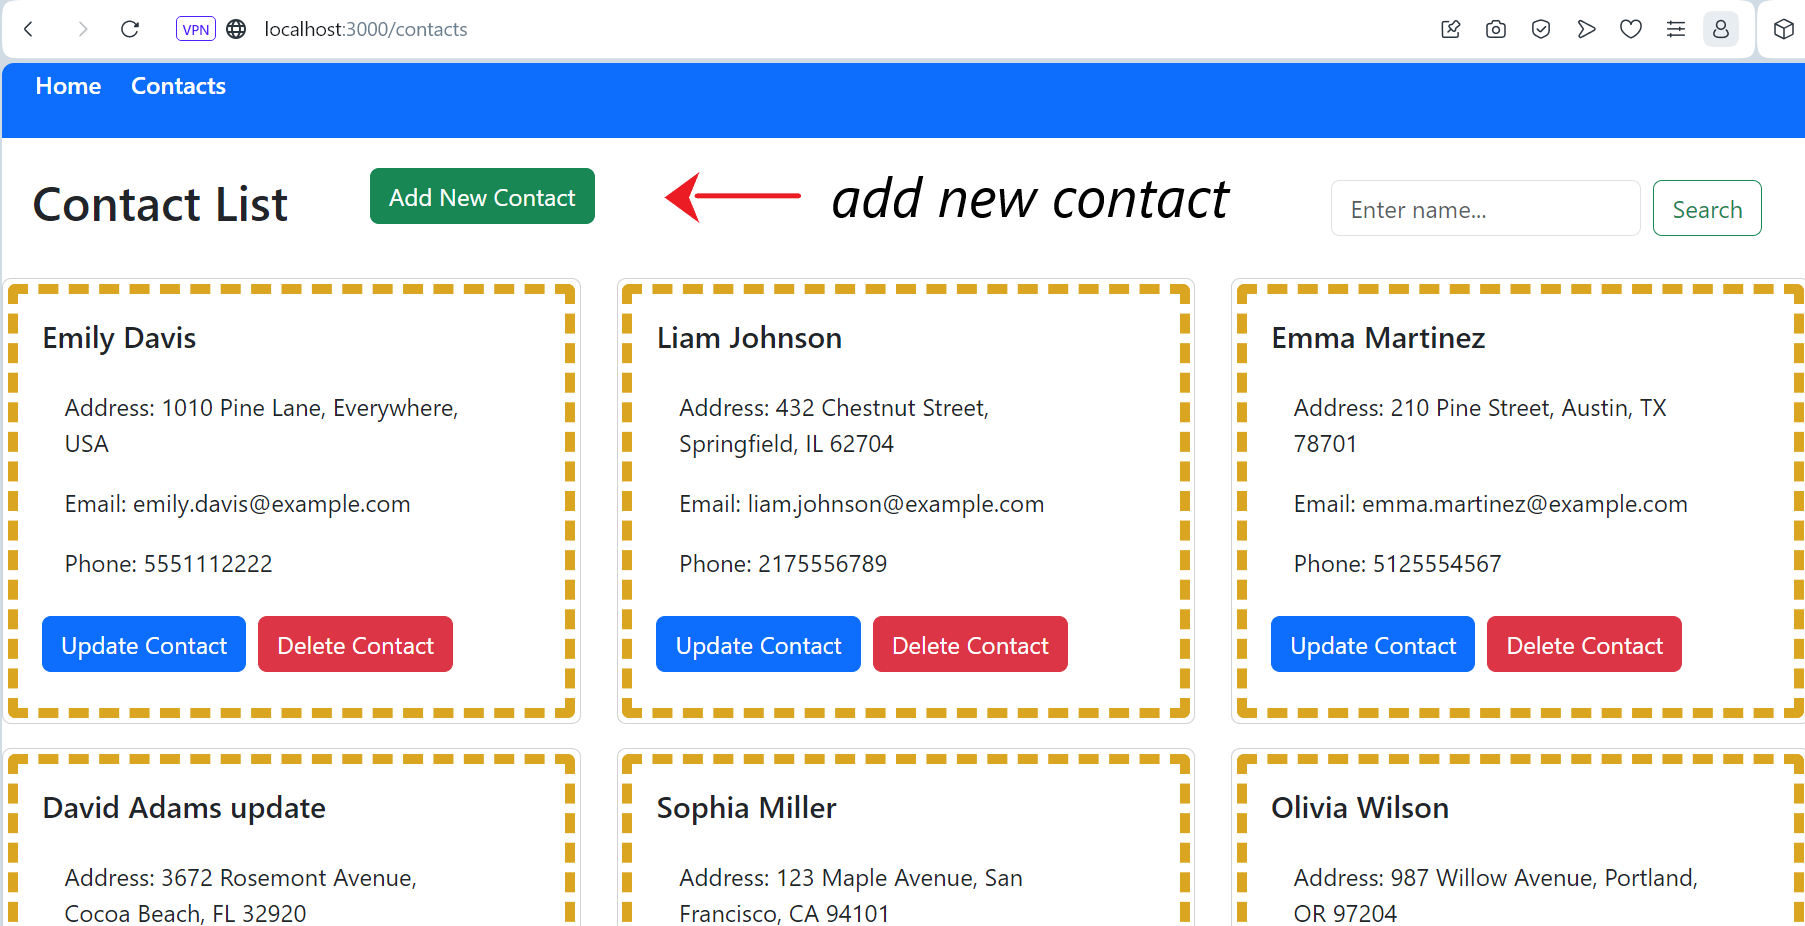 VPN localhost:3000/contacts
Home Contacts
Contact List
Add New Contact
add new contact
Enter name...
Search
Emily Davis
Address: 1010 Pine Lane, Everywhere,
USA
Email: emily.davis@example.com
Phone: 5551112222
Update Contact Delete Contact
Liam Johnson
Address: 432 Chestnut Street,
Springfield, IL 62704
Email: liam.johnson@example.com
Phone: 2175556789
Update Contact Delete Contact
Emma Martinez
Address: 210 Pine Street, Austin, TX
78701
Email: emma.martinez@example.com
Phone: 5125554567
Update Contact Delete Contact
David Adams update
Address: 3672 Rosemont Avenue,
Cocoa Beach, FL 32920
Sophia Miller
Address: 123 Maple Avenue, San
Francisco, CA 94101
Olivia Wilson
Address: 987 Willow Avenue, Portland,
OR 97204